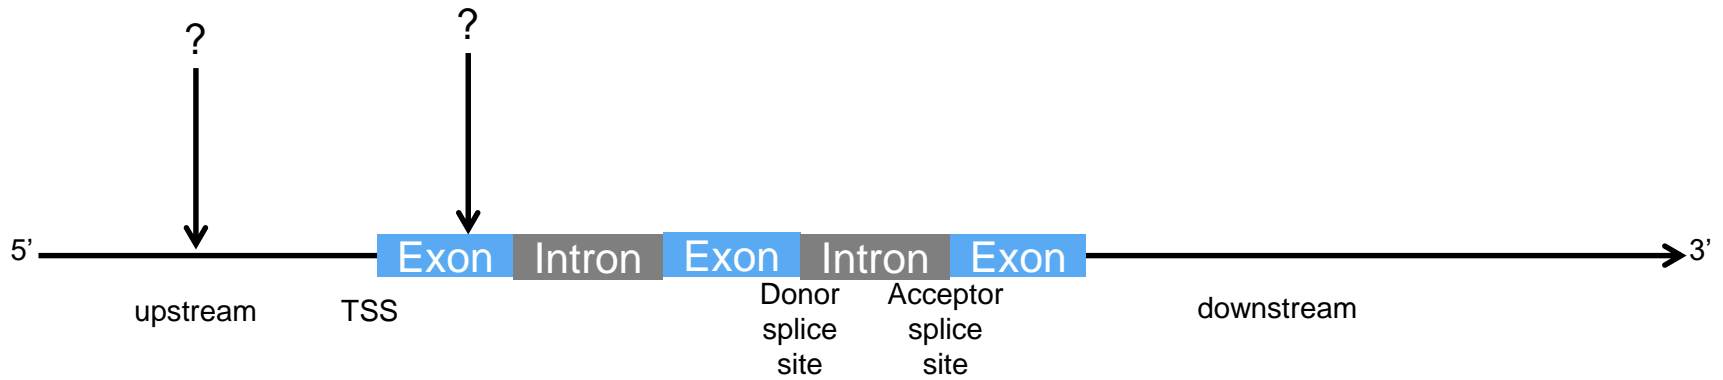 ?
?
5’
Exon
Intron
Exon
Intron
Exon
3’
upstream
TSS
Donor
splice
site
Acceptor
splice
site
downstream